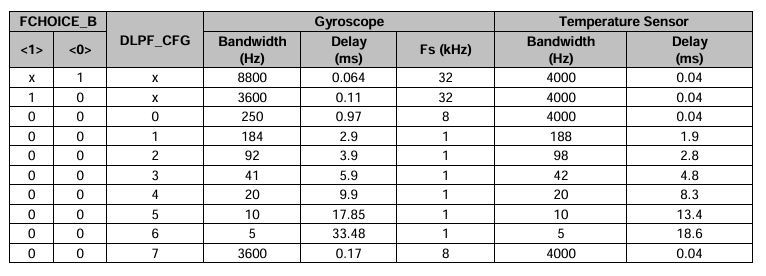 FCHOICE_B DLPF_CFG Gyroscope Temperature Sensor
<1> <0> Bandwidth (Hz) Delay (ms) Fs (kHz) Bandwidth (Hz) Delay (ms)
x 1 x 8800 0.064 32 4000 0.04
1 0 x 3600 0.11 32 4000 0.04
0 0 0 250 0.97 8 4000 0.04
0 0 1 184 2.9 1 188 1.9
0 0 2 92 3.9 1 98 2.8
0 0 3 41 5.9 1 42 4.8
0 0 4 20 9.9 1 20 8.3
0 0 5 10 17.85 1 10 13.4
0 0 6 5 33.48 1 5 18.6
0 0 7 3600 0.17 8 4000 0.04